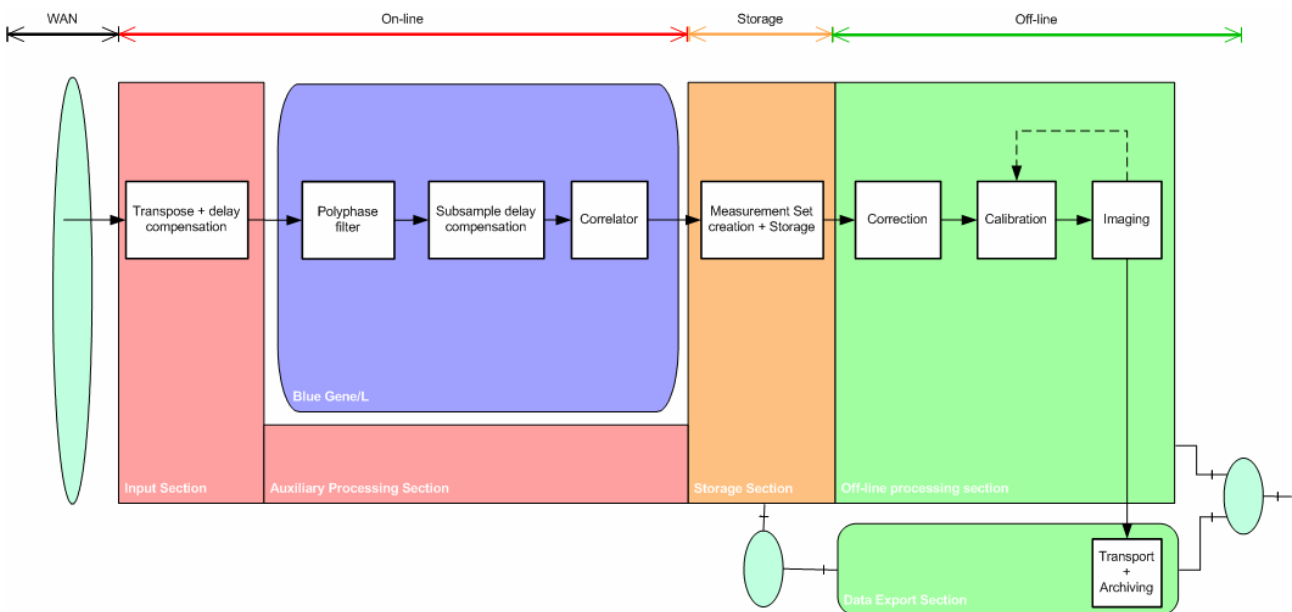 WAN
On-line
Storage
Off-line
Transpose + delay
compensation
Polyphase
filter
Subsample delay
compensation
Correlator
Measurement Set
creation + Storage
Correction
Calibration
Imaging
Blue Gene/L
Input Section
Auxiliary Processing Section
Storage Section
Off-line processing section
Transport
+
Archiving
Data Export Section